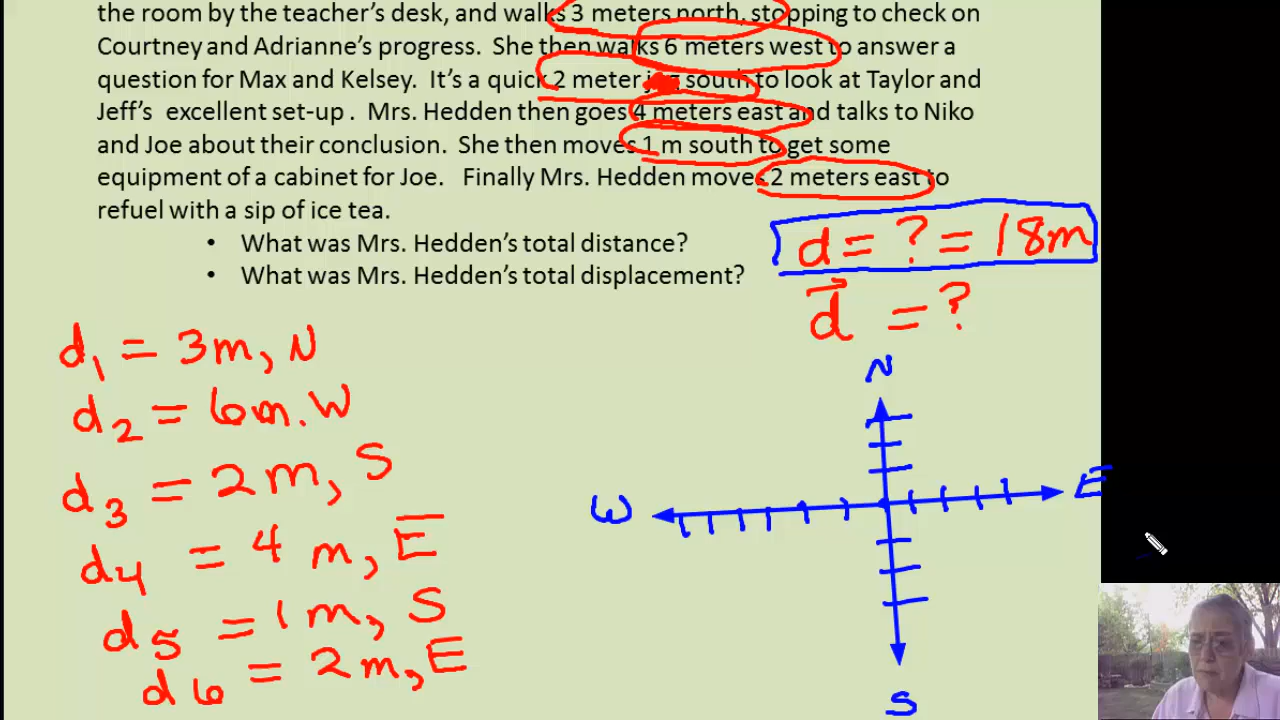 the room by the teacher's desk, and walks 3 meters north, stopping to check on
Courtney and Adrianne's progress. She then walks 6 meters west to answer a
question for Max and Kelsey. It's a quick 2 meter jog south to look at Taylor and
Jeff's excellent set-up . Mrs. Hedden then goes 4 meters east and talks to Niko
and Joe about their conclusion. She then moves 1 m south to get some
equipment of a cabinet for Joe. Finally Mrs. Hedden moves 2 meters east to
refuel with a sip of ice tea.
• What was Mrs. Hedden's total distance?
• What was Mrs. Hedden's total displacement?
d = ? = 18m
d⃗ = ?
d1 = 3m, N
d2 = 6m. W
d3 = 2m, S
d4 = 4 m, E
d5 = 1m, S
d6 = 2m, E
N
W
E
S